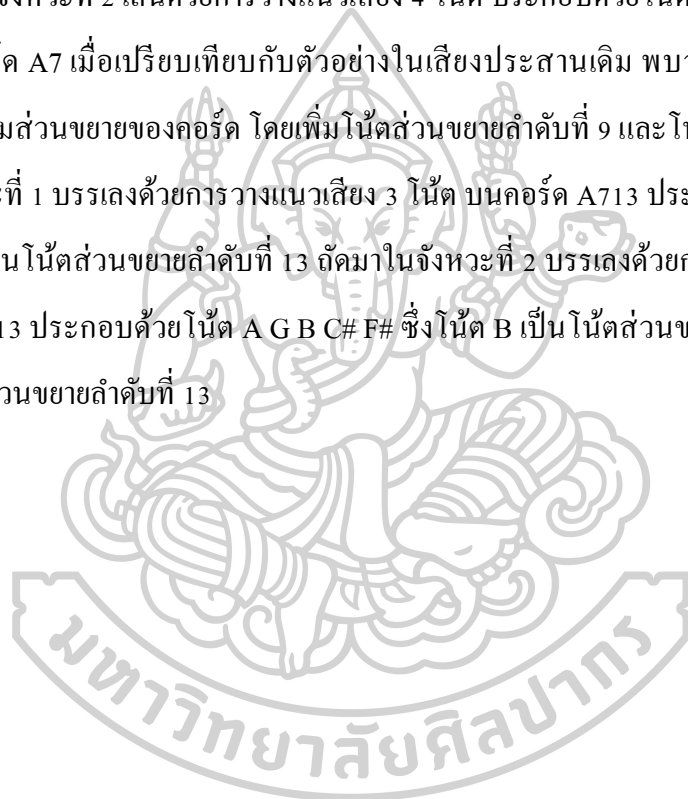 จังหวะที่ 2 เล่นด้วยการวางแนวเสียง 4 โน้ต ประกอบด้วยโน้ต
ด A7 เมื่อเปรียบเทียบกับตัวอย่างในเสียงประสานเดิม
มส่วนขยายของคอร์ด โดยเพิ่มโน้ตส่วนขยายลำดับที่ 9 และ
ที่ 1 บรรเลงด้วยการวางแนวเสียง 3 โน้ต บนคอร์ด A713
นโน้ตส่วนขยายลำดับที่ 13 ถัดมาในจังหวะที่ 2 บรรเลงด้วย
13 ประกอบด้วยโน้ต A G B C# F# ซึ่งโน้ต B เป็นโน้ตส่วน
วนขยายลำดับที่ 13
มหาวิทยาลัยศิลปากร